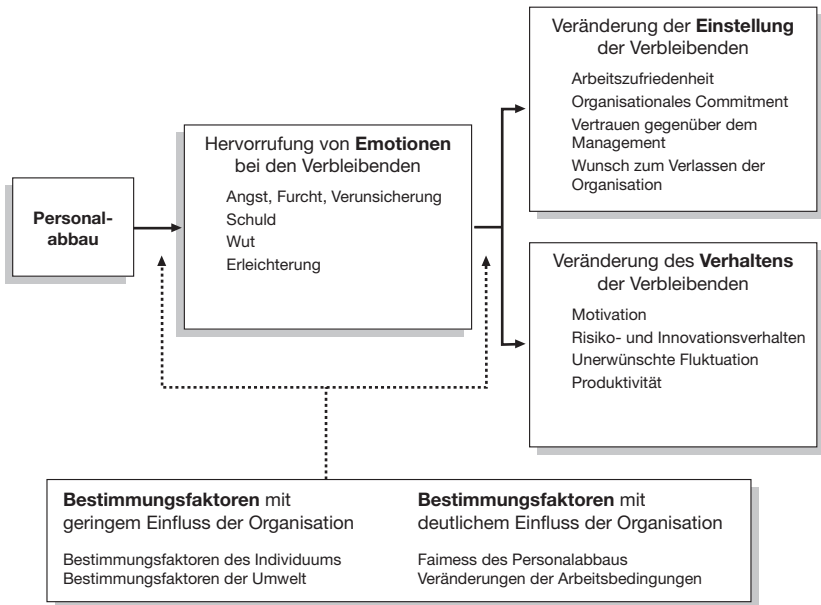 Personal-
abbau
Hervorrufung von Emotionen
bei den Verbleibenden
Angst, Furcht, Verunsicherung
Schuld
Wut
Erleichterung
Veränderung der Einstellung
der Verbleibenden
Arbeitszufriedenheit
Organisationales Commitment
Vertrauen gegenüber dem
Management
Wunsch zum Verlassen der
Organisation
Veränderung des Verhaltens
der Verbleibenden
Motivation
Risiko- und Innovationsverhalten
Unerwünschte Fluktuation
Produktivität
Bestimmungsfaktoren mit
geringem Einfluss der Organisation
Bestimmungsfaktoren des Individuums
Bestimmungsfaktoren der Umwelt
Bestimmungsfaktoren mit
deutlichem Einfluss der Organisation
Fairness des Personalabbaus
Veränderungen der Arbeitsbedingungen